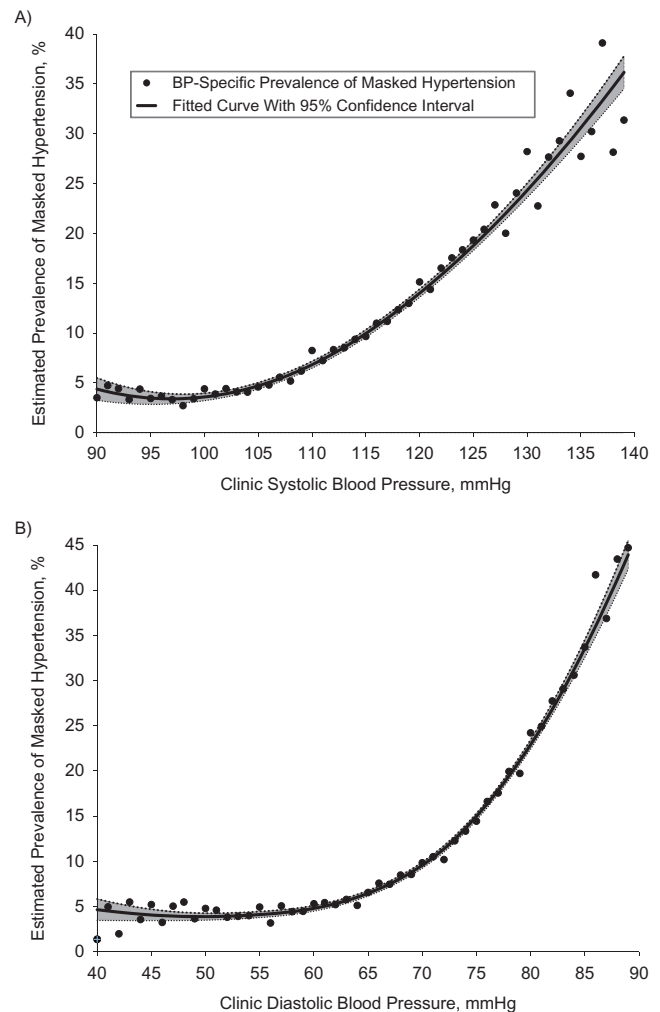 A)
40
35
30
25
20
15
10
5
0
Estimated Prevalence of Masked Hypertension, %
BP-Specific Prevalence of Masked Hypertension
Fitted Curve With 95% Confidence Interval
90 95 100 105 110 115 120 125 130 135 140
Clinic Systolic Blood Pressure, mmHg
B)
45
40
35
30
25
20
15
10
5
0
Estimated Prevalence of Masked Hypertension, %
40 45 50 55 60 65 70 75 80 85 90
Clinic Diastolic Blood Pressure, mmHg